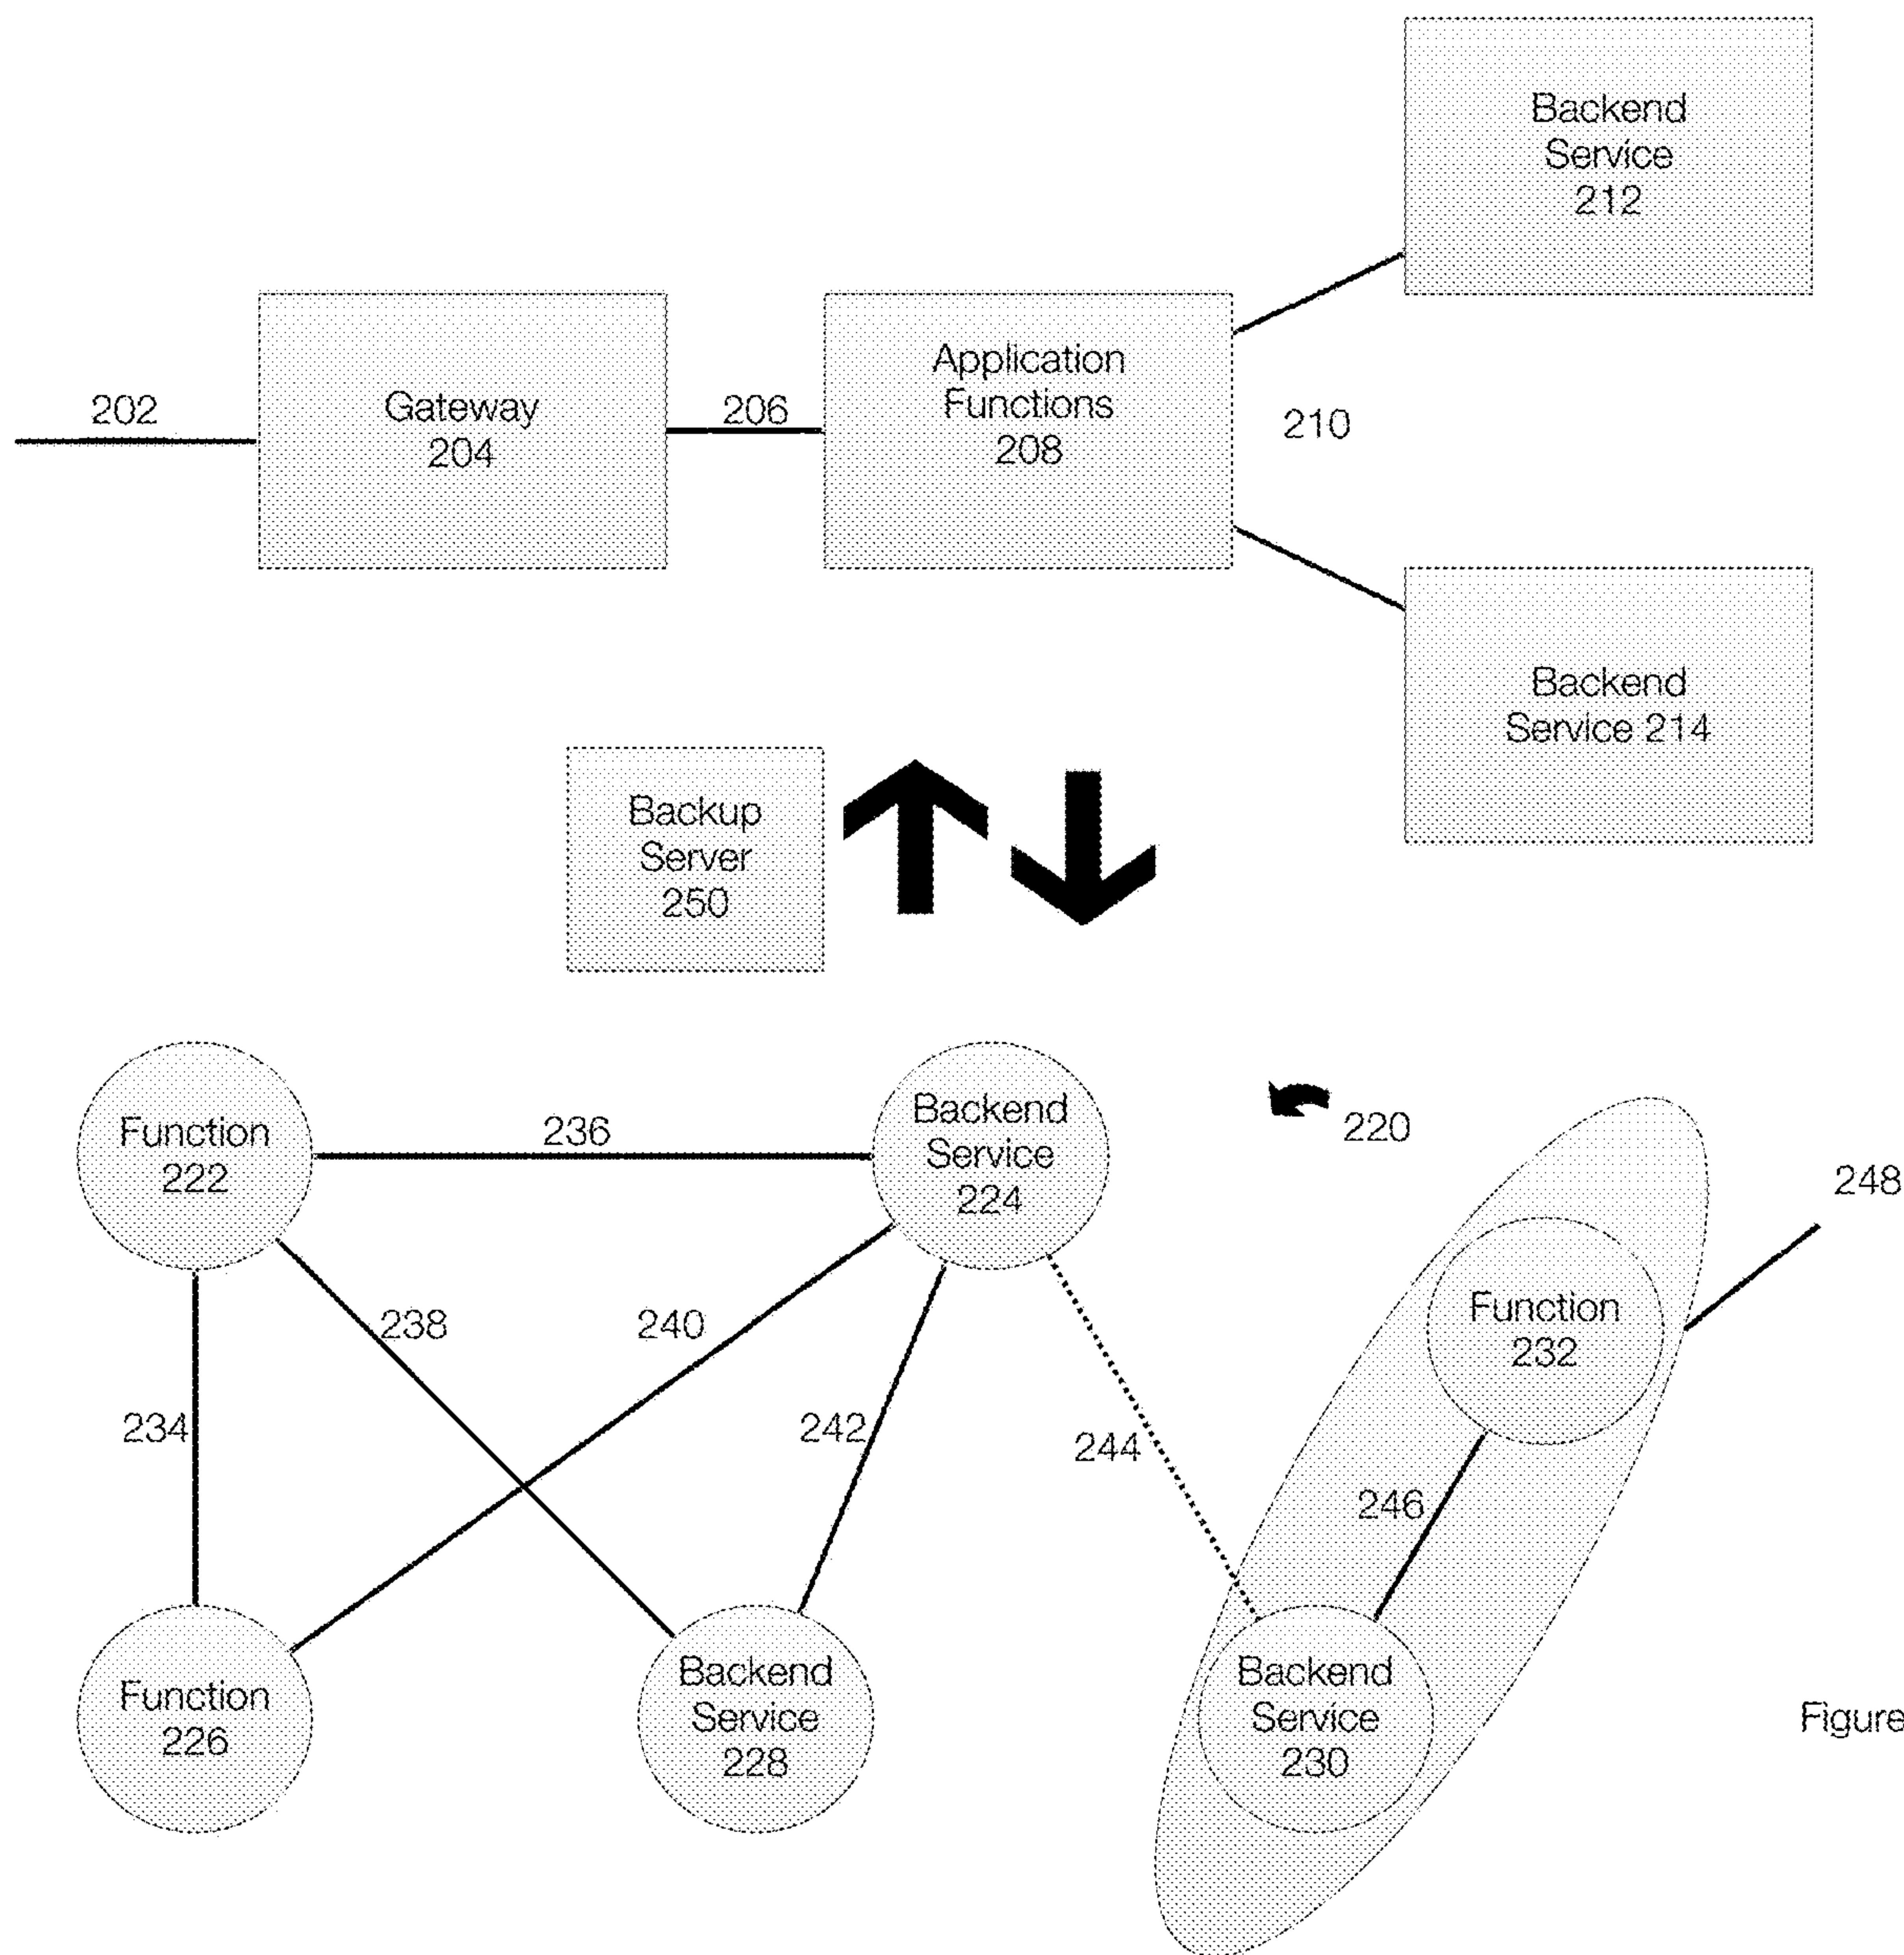 Backend
Service
212
202
Gateway
204
206
Application
Functions
208
210
Backend
Service 214
Backup
Server
250
Function
222
236
Backend
Service
224
220
248
238
240
Function
232
234
242
244
246
Function
226
Backend
Service
228
Backend
Service
230
Figure